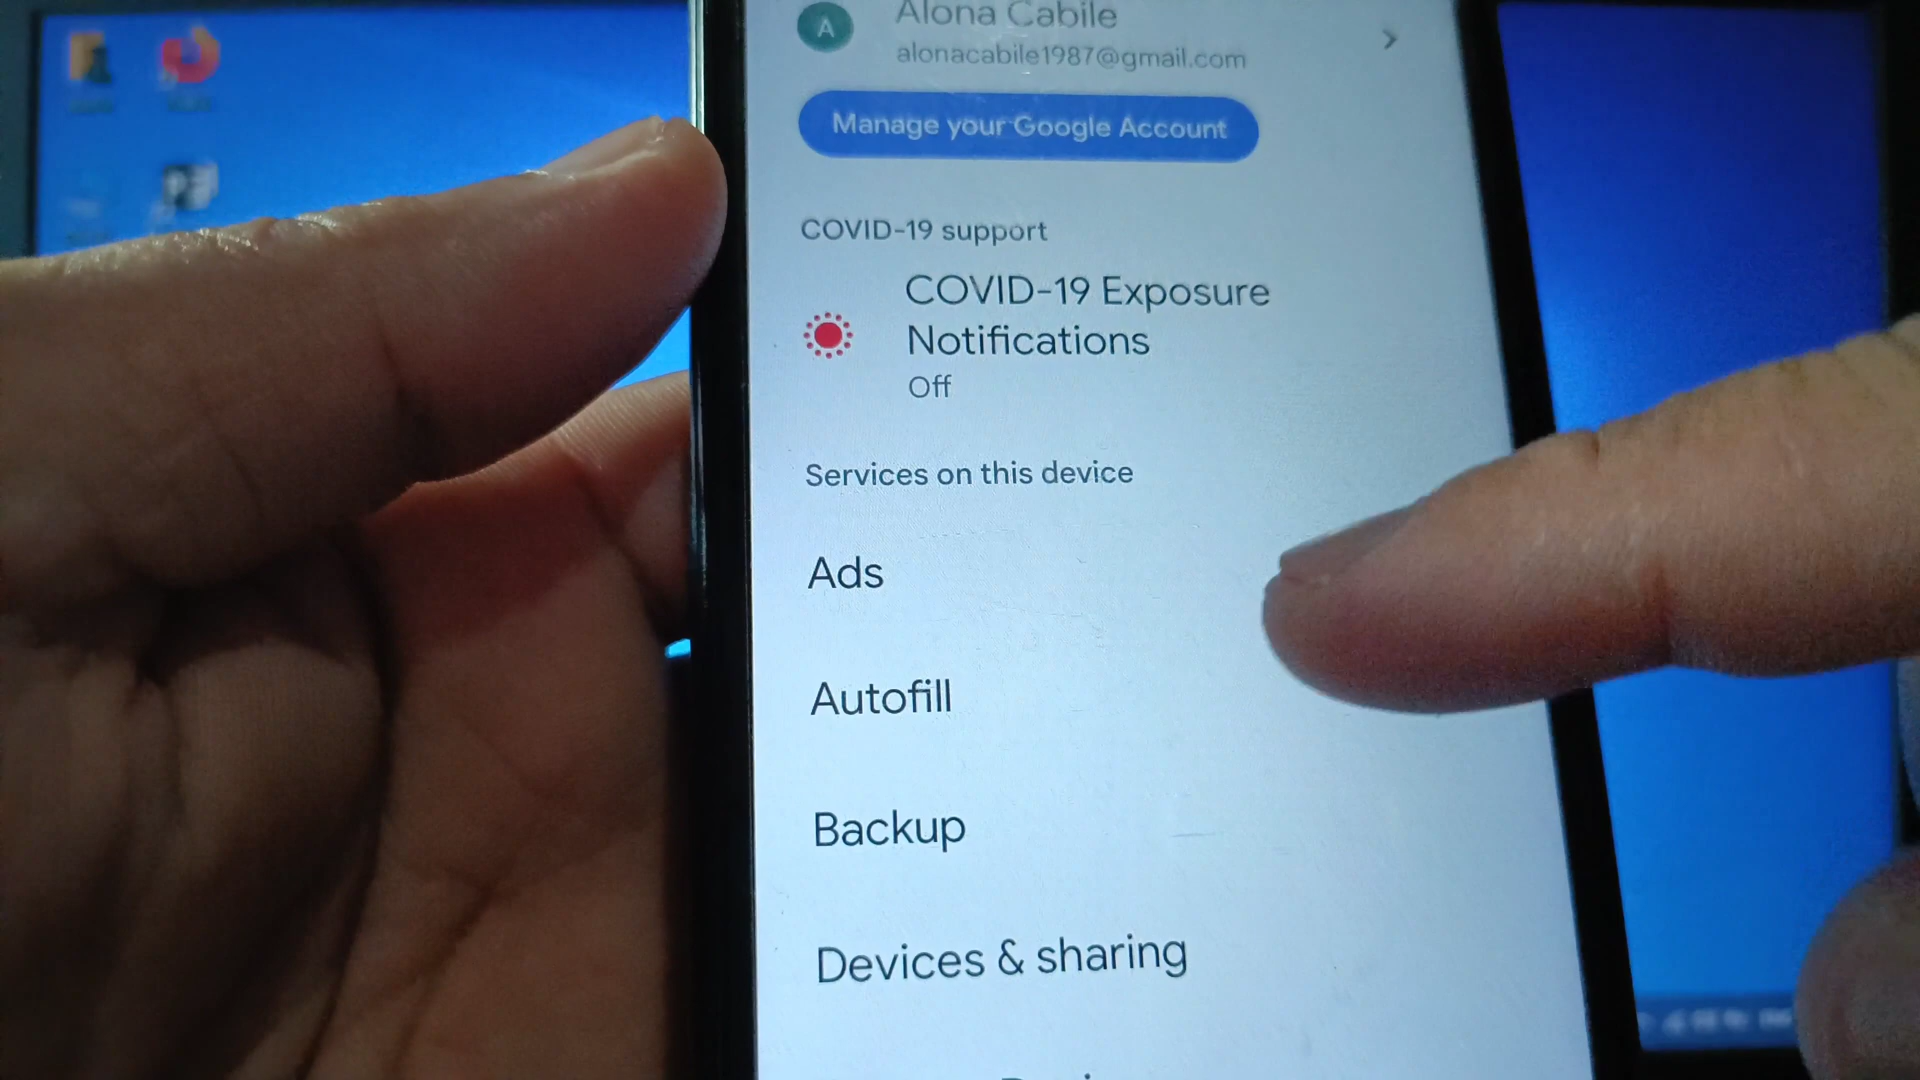 Alona Cabile
A
alonacabile1987@gmail.com
Manage your Google Account
COVID-19 support
COVID-19 Exposure
Notifications
Off
Services on this device
Ads
Autofill
Backup
Devices & sharing